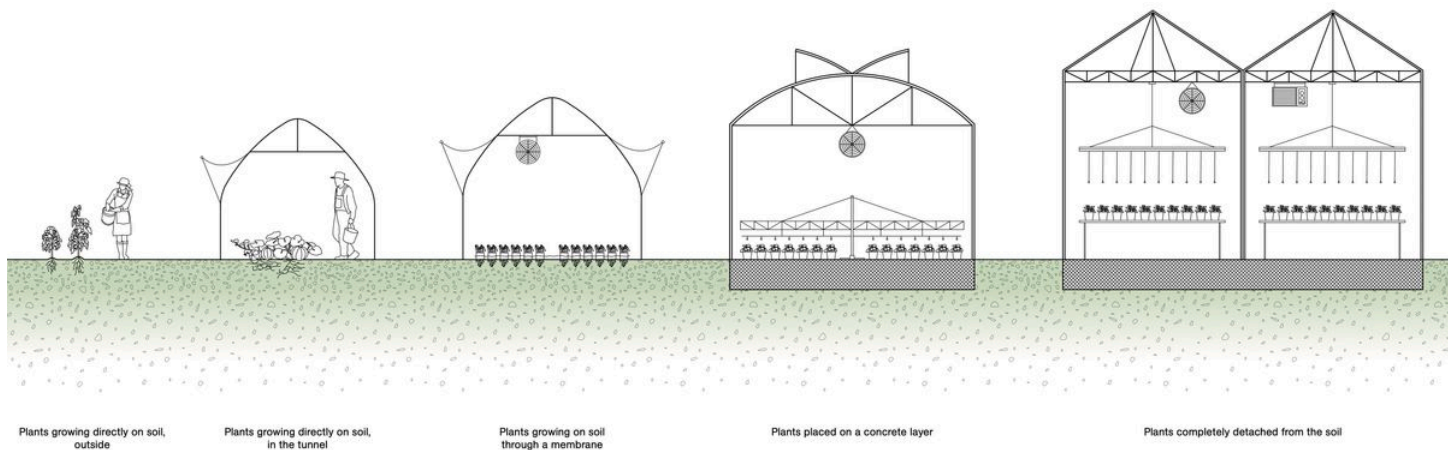 Plants growing directly on soil,
outside
Plants growing directly on soil,
in the tunnel
Plants growing on soil
through a membrane
Plants placed on a concrete layer
Plants completely detached from the soil